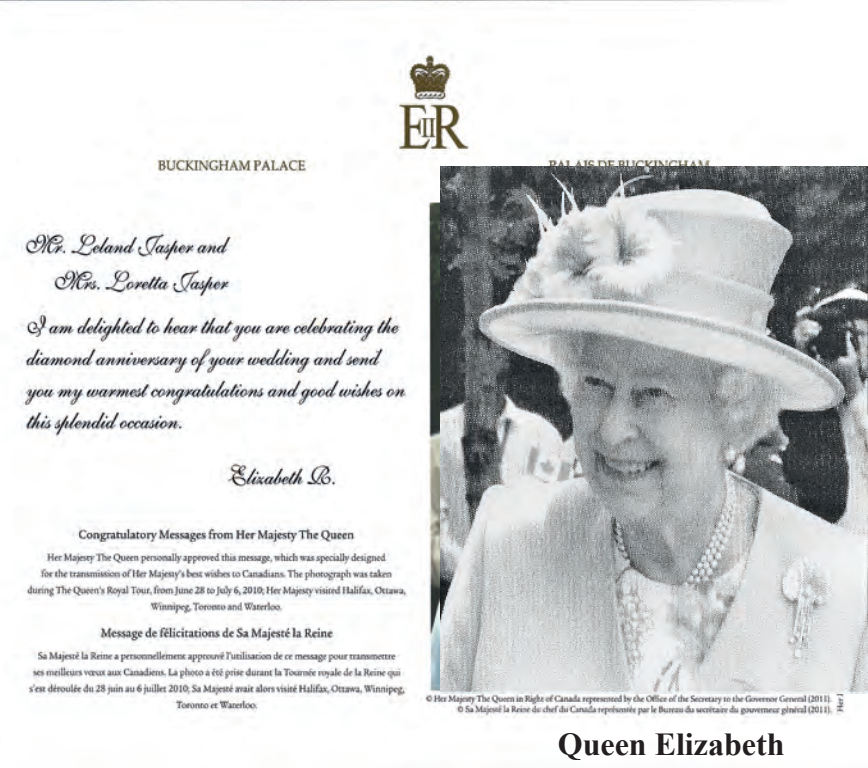 EIIR
BUCKINGHAM PALACE
PALAIS DE BUCKINGHAM
Mr. Leland Jasper and
Mrs. Loretta Jasper
I am delighted to hear that you are celebrating the
diamond anniversary of your wedding and send
you my warmest congratulations and good wishes on
this splendid occasion.
Elizabeth R.
Congratulatory Messages from Her Majesty The Queen
Her Majesty The Queen personally approved this message, which was specially designed
for the transmission of Her Majesty's best wishes to Canadians. The photograph was taken
during The Queen's Royal Tour, from June 28 to July 6, 2010; Her Majesty visited Halifax, Ottawa,
Winnipeg, Toronto and Waterloo.
Message de félicitations de Sa Majesté la Reine
Sa Majesté la Reine a personnellement approuvé l'utilisation de ce message pour transmettre
ses meilleurs vœux aux Canadiens. La photo a été prise durant la Tournée royale de la Reine qui
s'est déroulée du 28 juin au 6 juillet 2010; Sa Majesté avait alors visité Halifax, Ottawa, Winnipeg,
Toronto et Waterloo.
© Her Majesty The Queen in Right of Canada represented by the Office of the Secretary to the Governor General (2011).
© Sa Majesté la Reine du chef du Canada représentée par le Bureau du secrétaire du gouverneur général (2011).
Queen Elizabeth